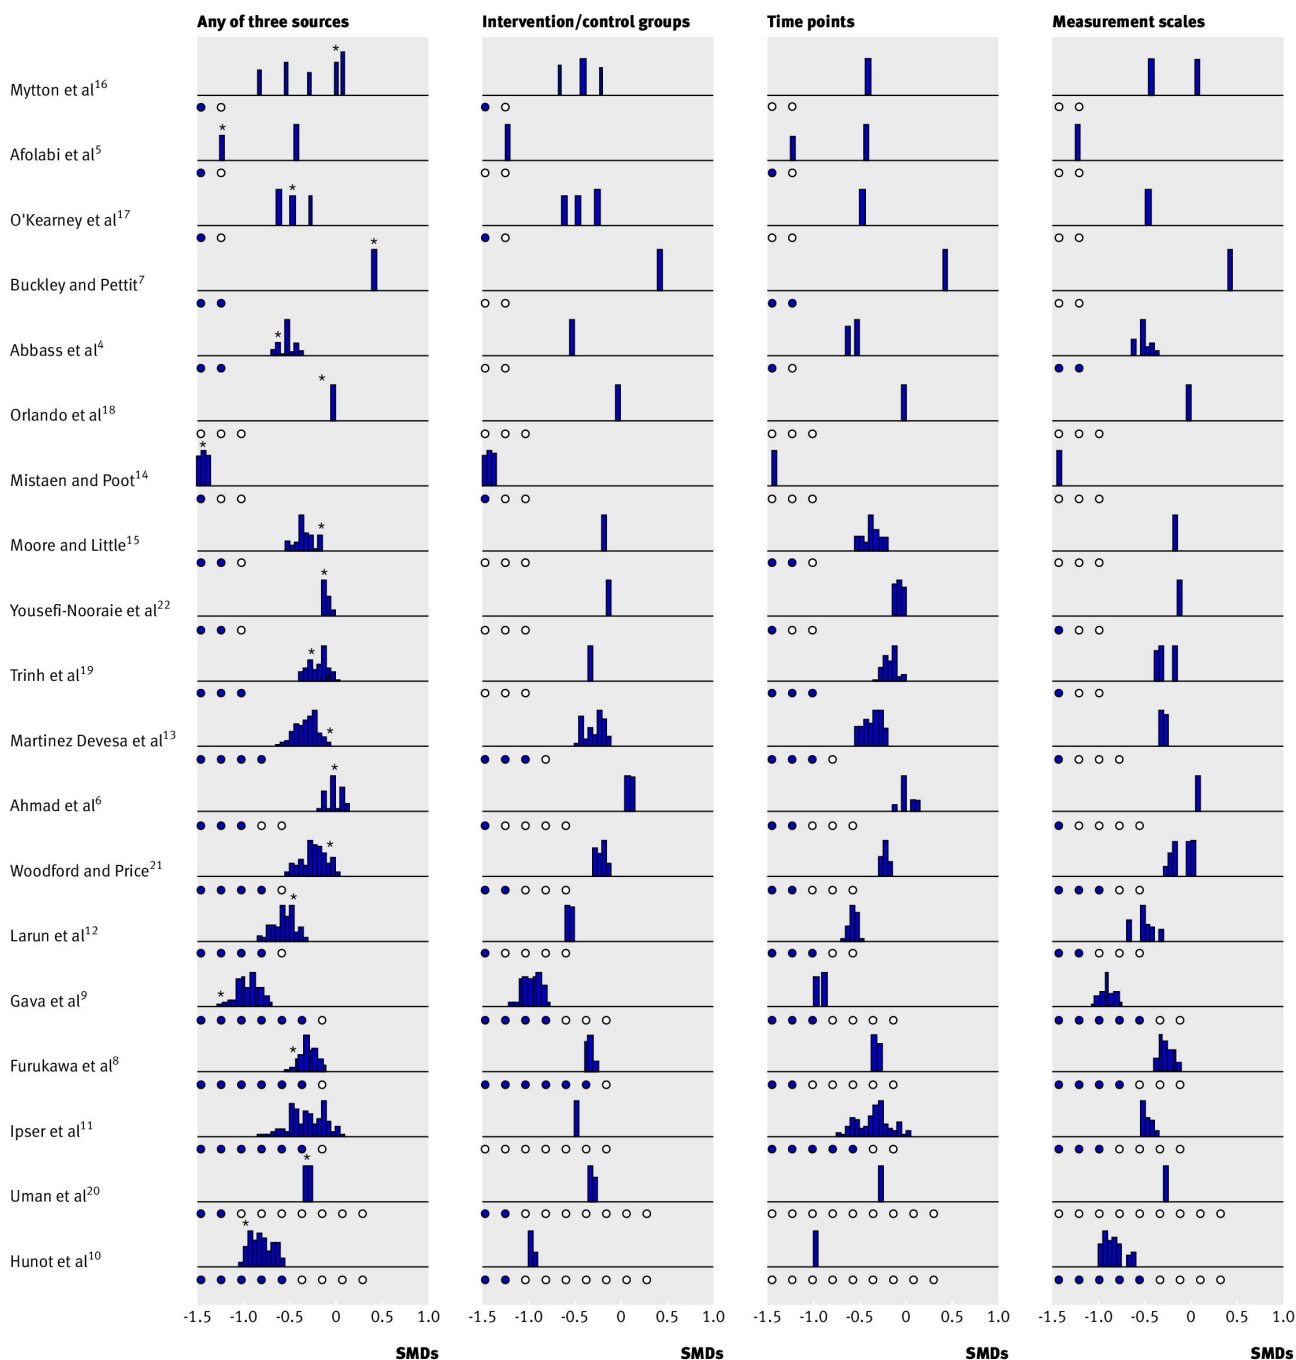 Any of three sources Intervention/control groups Time points Measurement scales
*
Mytton et al16
*
Afolabi et al5
*
O'Kearney et al17
*
Buckley and Pettit7
*
Abbass et al4
*
Orlando et al18
*
Mistaen and Poot14
*
Moore and Little15
*
Yousefi-Nooraie et al22
*
Trinh et al19
*
Martinez Devesa et al13
*
Ahmad et al6
*
Woodford and Price21
*
Larun et al12
*
Gava et al9
*
Furukawa et al8
Ipser et al11
*
Uman et al20
*
Hunot et al10
-1.5 -1.0 -0.5 0 0.5 1.0 -1.5 -1.0 -0.5 0 0.5 1.0 -1.5 -1.0 -0.5 0 0.5 1.0 -1.5 -1.0 -0.5 0 0.5 1.0
SMDs SMDs SMDs SMDs